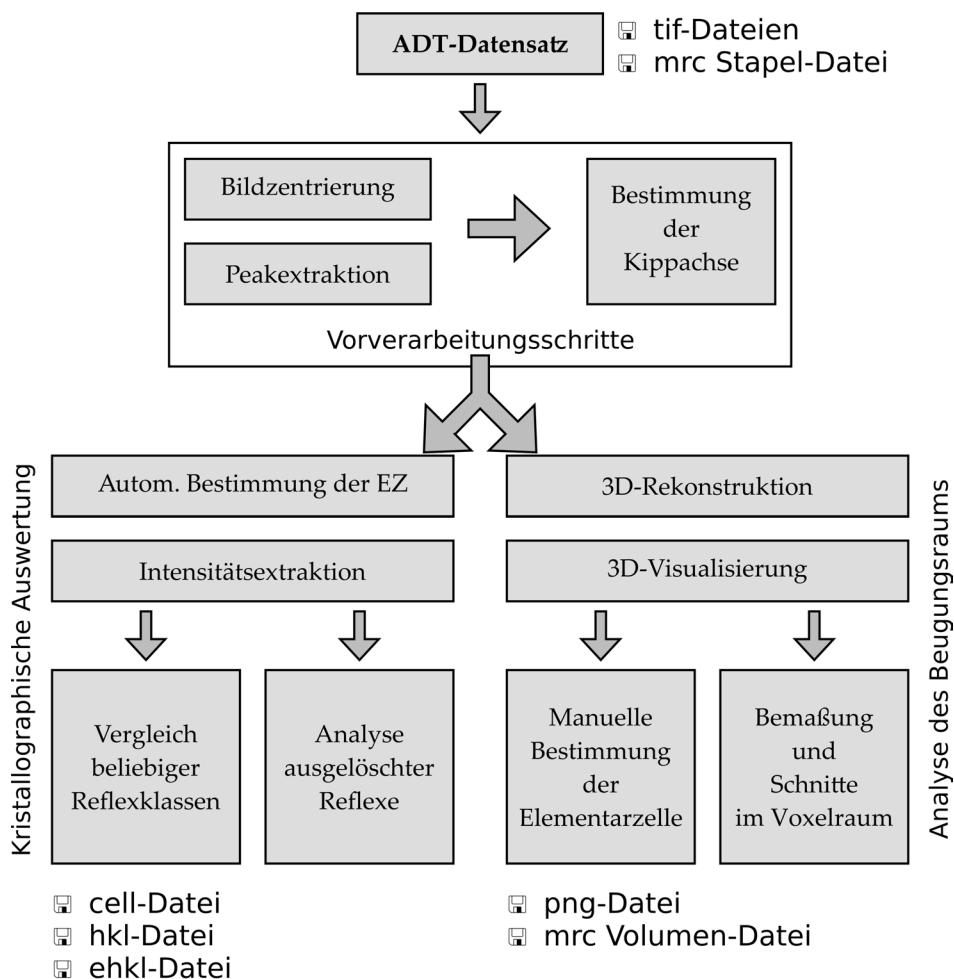 ADT-Datensatz
tif-Dateien
mrc Stapel-Datei
Bildzentrierung
Peakextraktion
Bestimmung
der
Kippachse
Vorverarbeitungsschritte
Kristallographische Auswertung
Autom. Bestimmung der EZ
Intensitätsextraktion
Vergleich
beliebiger
Reflexklassen
Analyse
ausgelöschter
Reflexe
cell-Datei
hkl-Datei
ehkl-Datei
3D-Rekonstruktion
3D-Visualisierung
Manuelle
Bestimmung
der
Elementarzelle
Bemaßung
und
Schnitte
im Voxelraum
Analyse des Beugungsraums
png-Datei
mrc Volumen-Datei